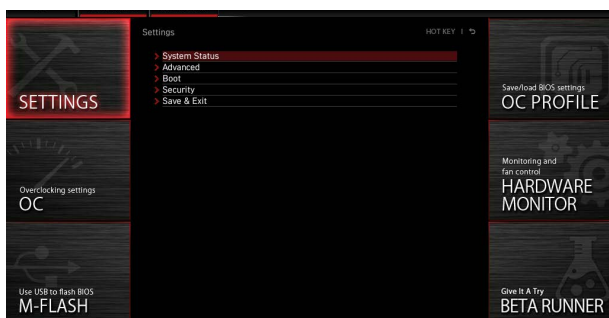 Settings
HOT KEY |
System Status
Advanced
Boot
Security
Save & Exit
SETTINGS
Overclocking settings
OC
Use USB to flash BIOS
M-FLASH
Save/load BIOS settings
OC PROFILE
Monitoring and
fan control
HARDWARE
MONITOR
Give It A Try
BETA RUNNER